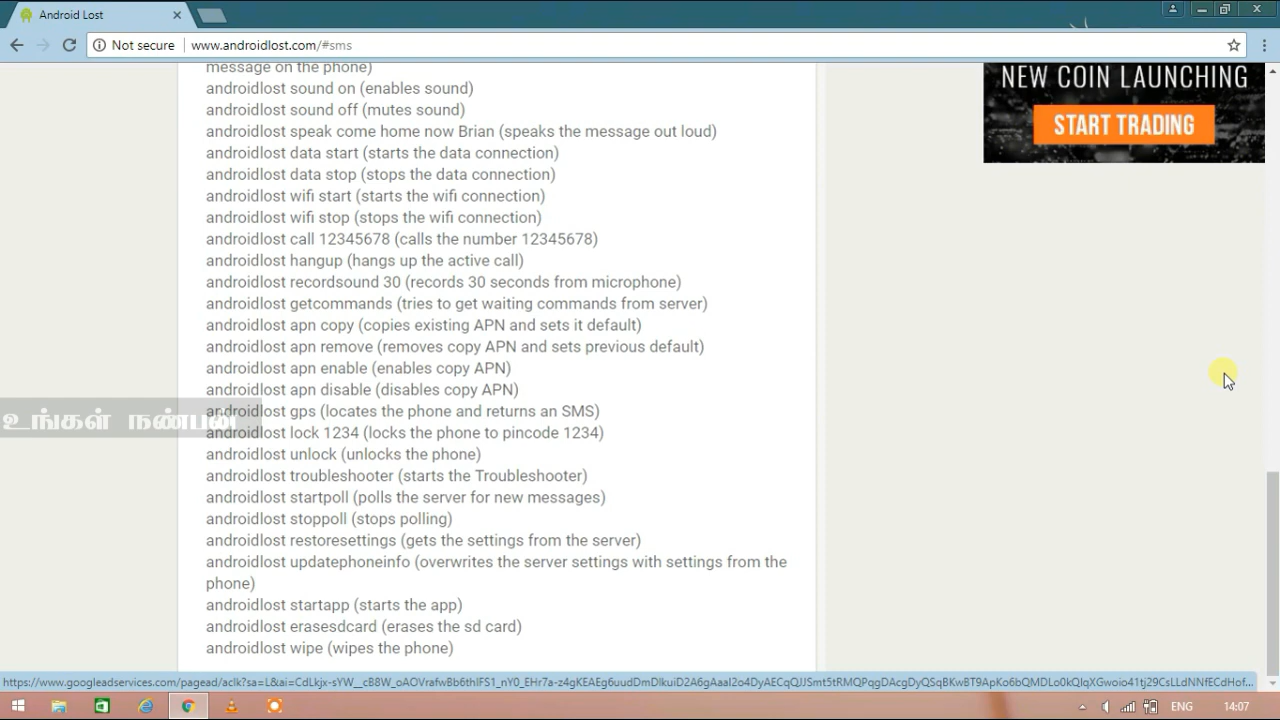 Android Lost
Not secure
www.androidlost.com/#sms
message on the phone)
androidlost sound on (enables sound)
androidlost sound off (mutes sound)
androidlost speak come home now Brian (speaks the message out loud)
androidlost data start (starts the data connection)
androidlost data stop (stops the data connection)
androidlost wifi start (starts the wifi connection)
androidlost wifi stop (stops the wifi connection)
androidlost call 12345678 (calls the number 12345678)
androidlost hangup (hangs up the active call)
androidlost recordsound 30 (records 30 seconds from microphone)
androidlost getcommands (tries to get waiting commands from server)
androidlost apn copy (copies existing APN and sets it default)
androidlost apn remove (removes copy APN and sets previous default)
androidlost apn enable (enables copy APN)
androidlost apn disable (disables copy APN)
androidlost gps (locates the phone and returns an SMS)
androidlost lock 1234 (locks the phone to pincode 1234)
androidlost unlock (unlocks the phone)
androidlost troubleshooter (starts the Troubleshooter)
androidlost startpoll (polls the server for new messages)
androidlost stoppoll (stops polling)
androidlost restoresettings (gets the settings from the server)
androidlost updatephoneinfo (overwrites the server settings with settings from the
phone)
androidlost startapp (starts the app)
androidlost erasesdcard (erases the sd card)
androidlost wipe (wipes the phone)
NEW COIN LAUNCHING
START TRADING
உங்கள் நண்பன்
ENG
14:07